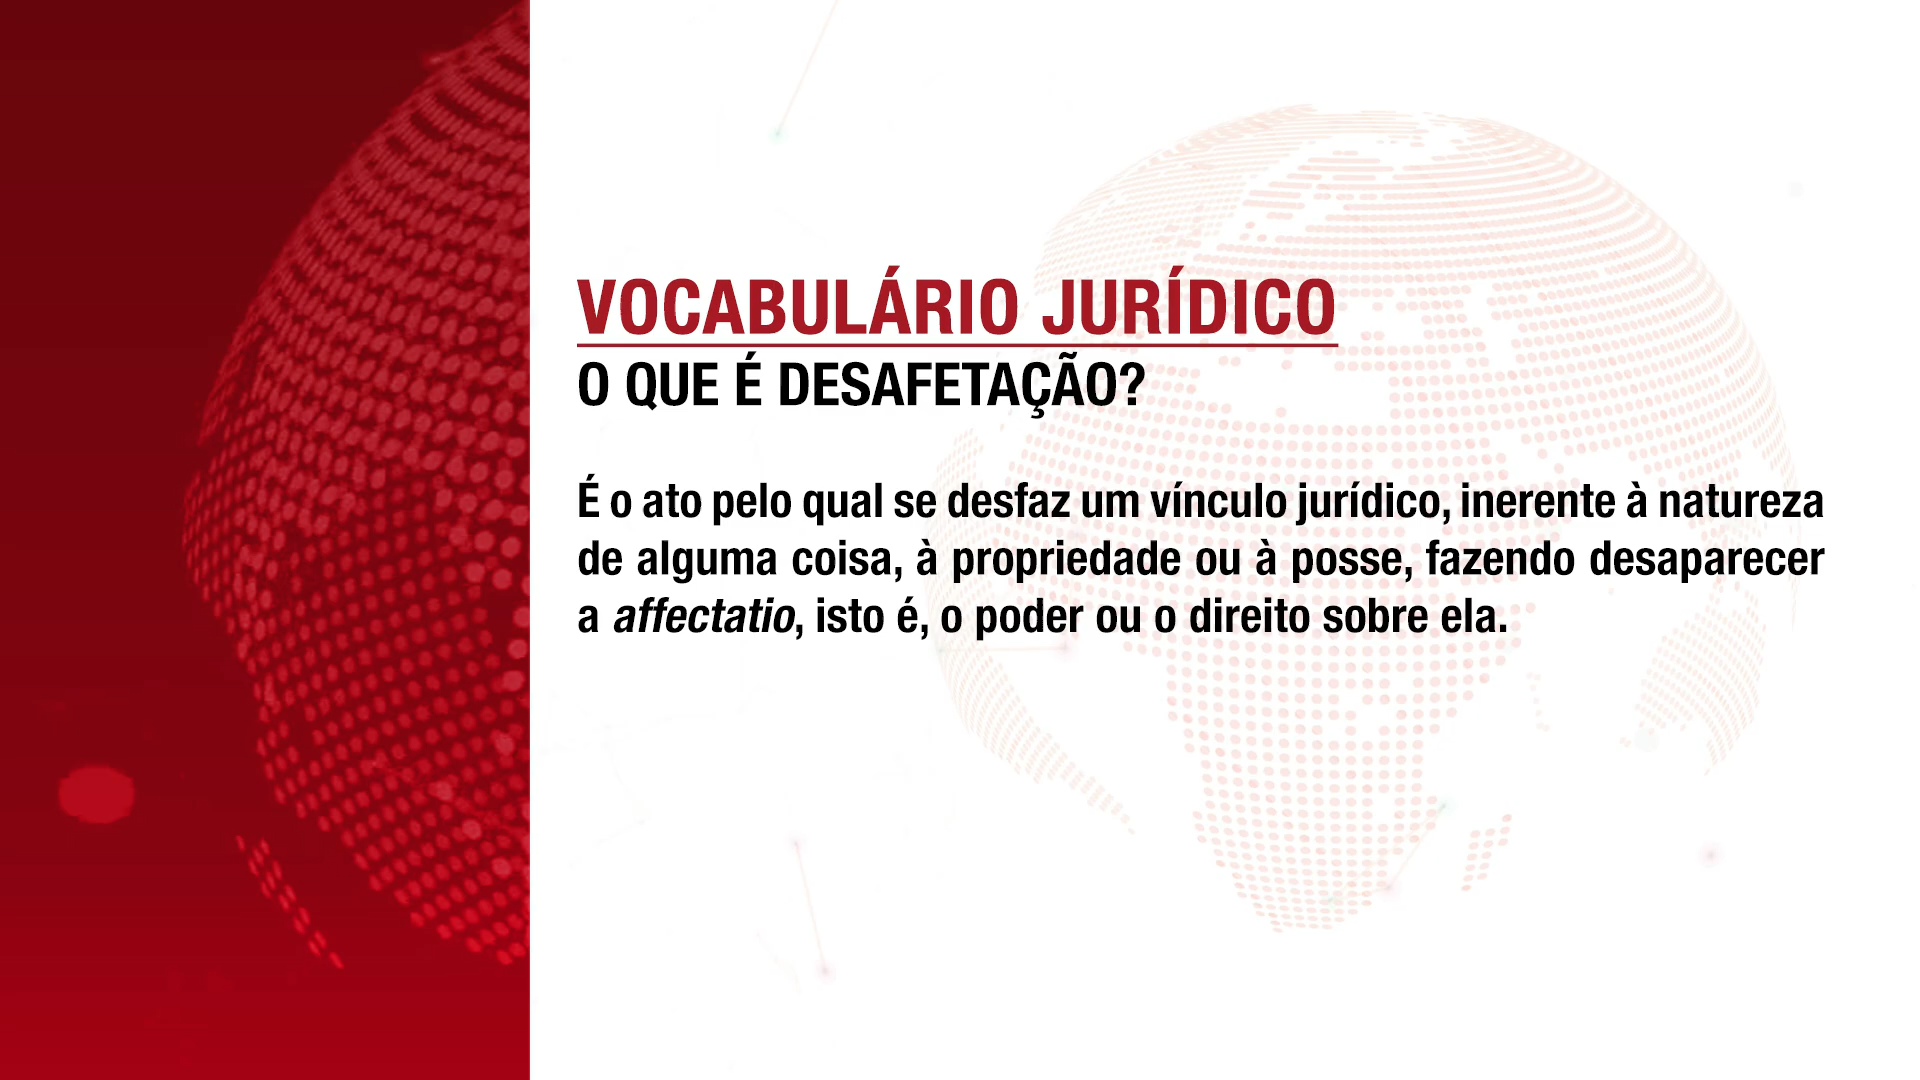 VOCABULÁRIO JURÍDICO
O QUE É DESAFETAÇÃO?
É o ato pelo qual se desfaz um vínculo jurídico, inerente à natureza
de alguma coisa, à propriedade ou à posse, fazendo desaparecer
a affectatio, isto é, o poder ou o direito sobre ela.